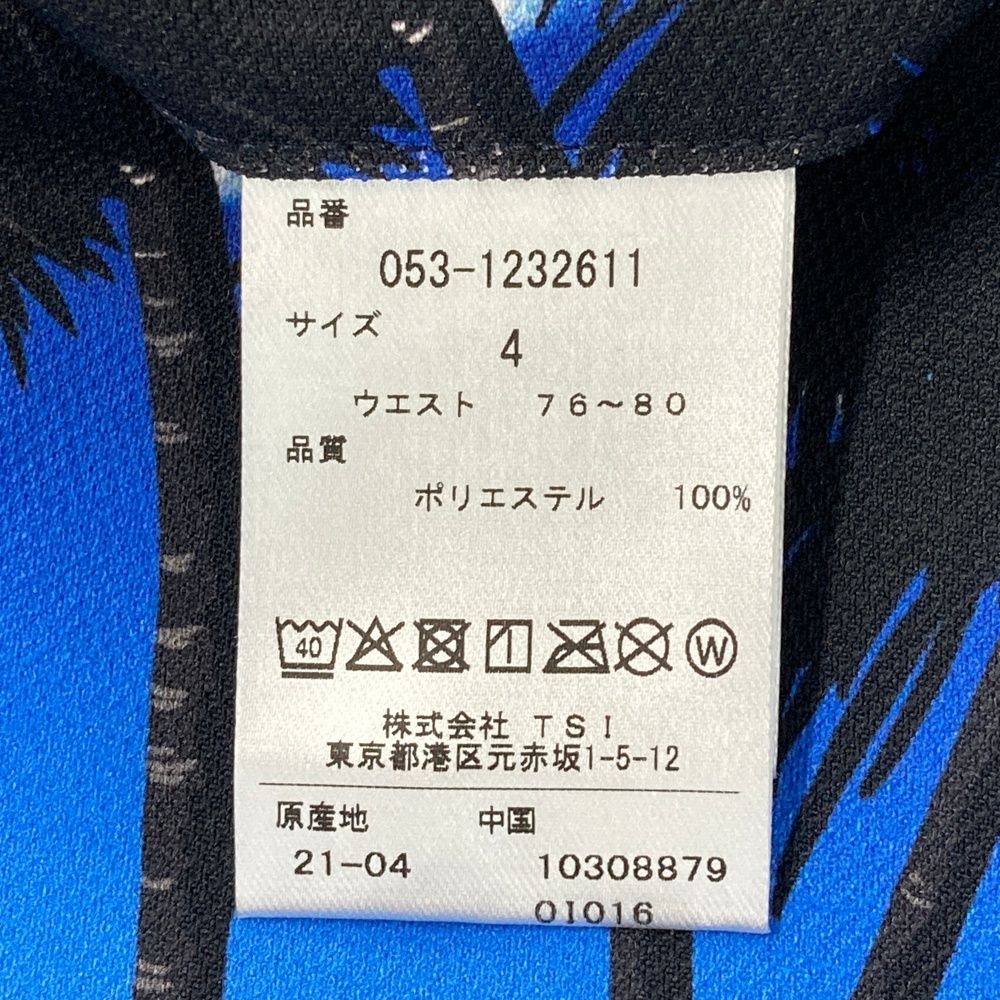 品番
053-1232611
サイズ
4
ウエスト 76～80
品質
ポリエステル 100%
40 W
株式会社 TSI
東京都港区元赤坂1-5-12
原産地 中国
21-04 10308879
01016